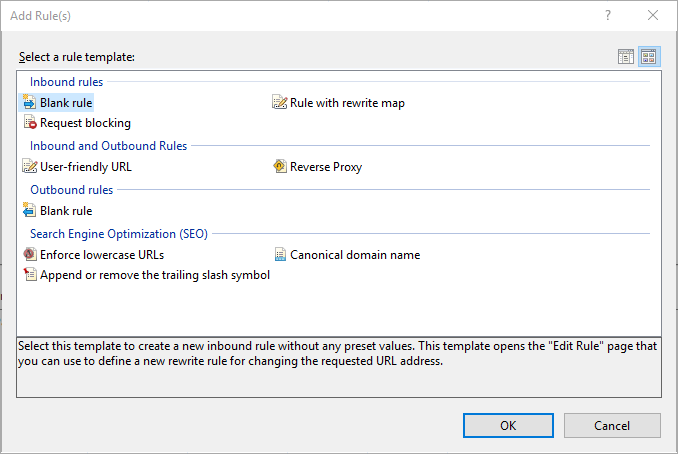 Add Rule(s)
Select a rule template:
Inbound rules
Blank rule
Rule with rewrite map
Request blocking
Inbound and Outbound Rules
User-friendly URL
Reverse Proxy
Outbound rules
Blank rule
Search Engine Optimization (SEO)
Enforce lowercase URLs
Canonical domain name
Append or remove the trailing slash symbol
Select this template to create a new inbound rule without any preset values. This template opens the "Edit Rule" page that
you can use to define a new rewrite rule for changing the requested URL address.
OK
Cancel